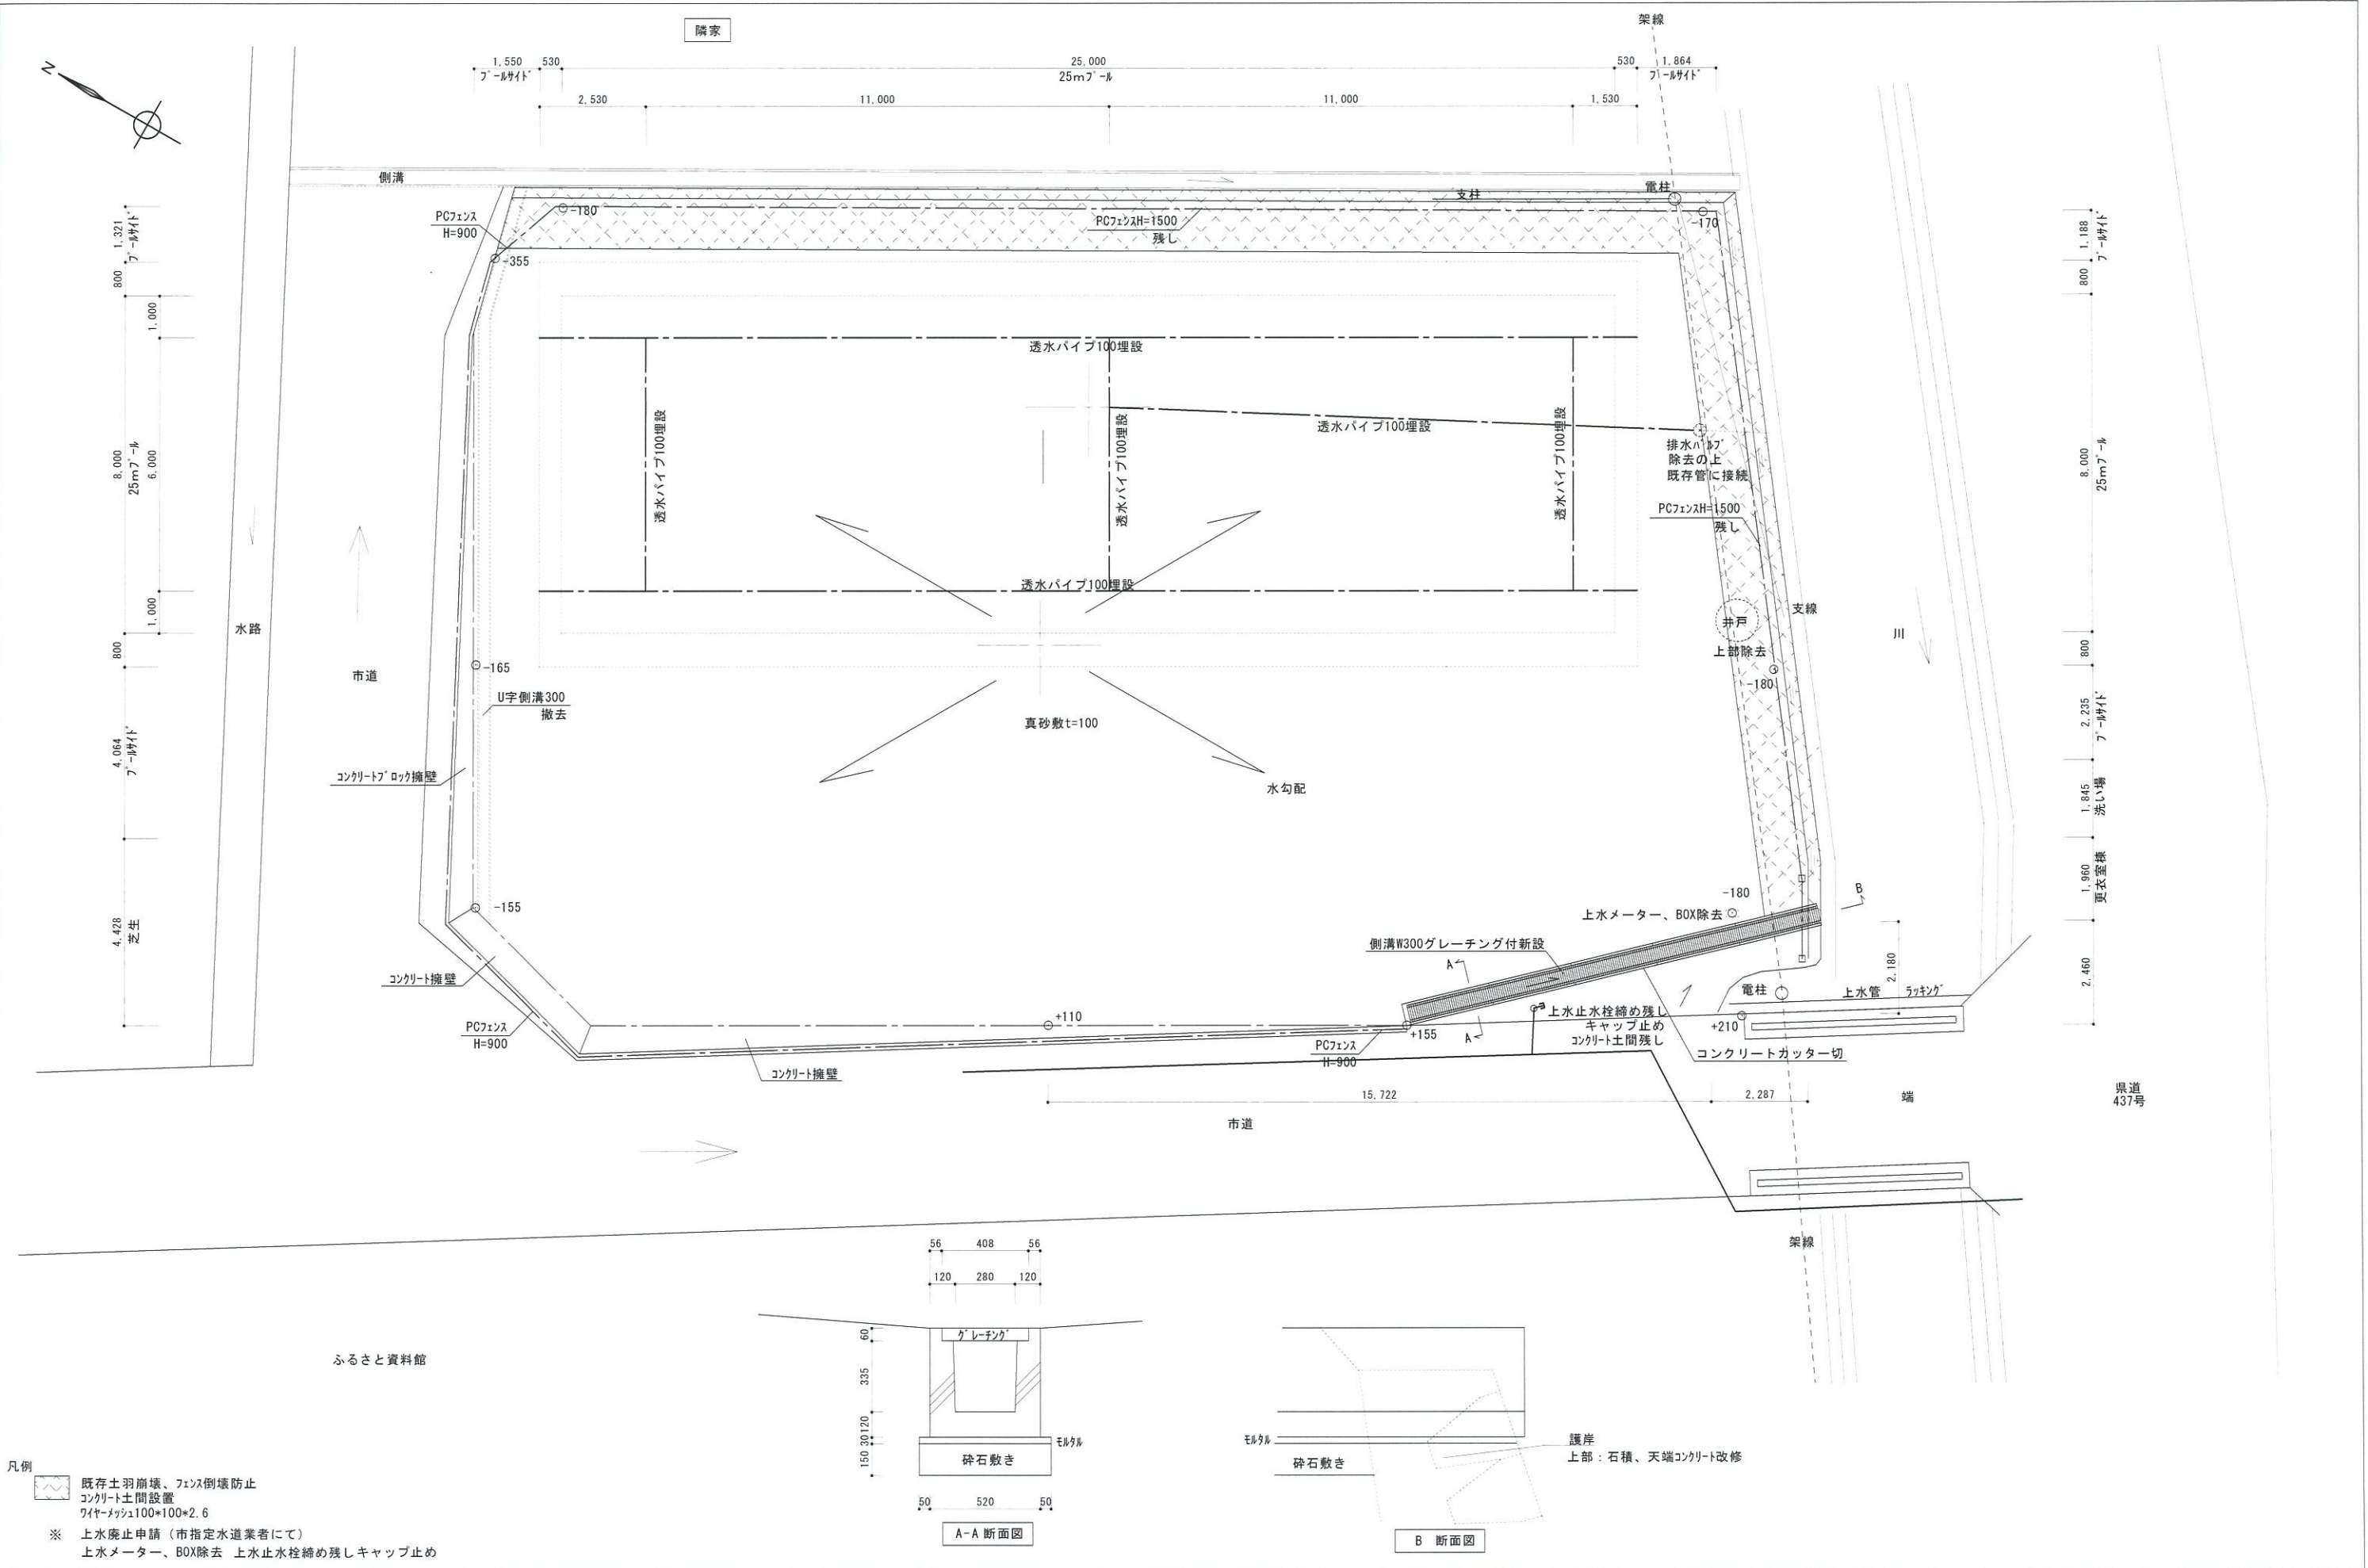 架線
隣家
N
1,550
530
25,000
530
1,864
プールサイド
25mプール
プールサイド
2,530
11,000
11,000
1,530
側溝
電柱
支柱
PCフェンス
H=900
-180
PCフェンスH=1500
残し
-170
-355
1,321
プールサイド
800
1,000
8,000
25mプール
6,000
1,000
800
4,064
プールサイド
4,428
芝生
1,188
プールサイド
800
8,000
25mプール
800
2,235
プールサイド
1,845
洗い場
1,960
更衣室棟
2,460
2,180
透水パイプ100埋設
透水パイプ100埋設
透水パイプ100埋設
透水パイプ100埋設
透水パイプ100埋設
透水パイプ100埋設
排水バルブ
除去の上
既存管に接続
PCフェンスH=1500
残し
支線
井戸
上部除去
-180
川
水路
市道
-165
U字側溝300
撤去
真砂敷t=100
水勾配
コンクリートブロック擁壁
-155
コンクリート擁壁
PCフェンス
H=900
コンクリート擁壁
+110
-180
上水メーター、BOX除去
B
側溝W300グレーチング付新設
A
A
電柱
上水管 ラッキング
上水止水栓締め残し
キャップ止め
コンクリート土間残し
+155
+210
PCフェンス
H=900
コンクリートカッター切
15,722
2,287
端
県道
437号
市道
架線
ふるさと資料館
56
408
56
120
280
120
グレーチング
60
335
120
30
150
モルタル
砕石敷き
50
520
50
A-A 断面図
モルタル
砕石敷き
護岸
上部：石積、天端コンクリート改修
B 断面図
凡例
既存土羽崩壊、フェンス倒壊防止
コンクリート土間設置
ワイヤーメッシュ100*100*2.6
※ 上水廃止申請（市指定水道業者にて）
上水メーター、BOX除去 上水止水栓締め残しキャップ止め